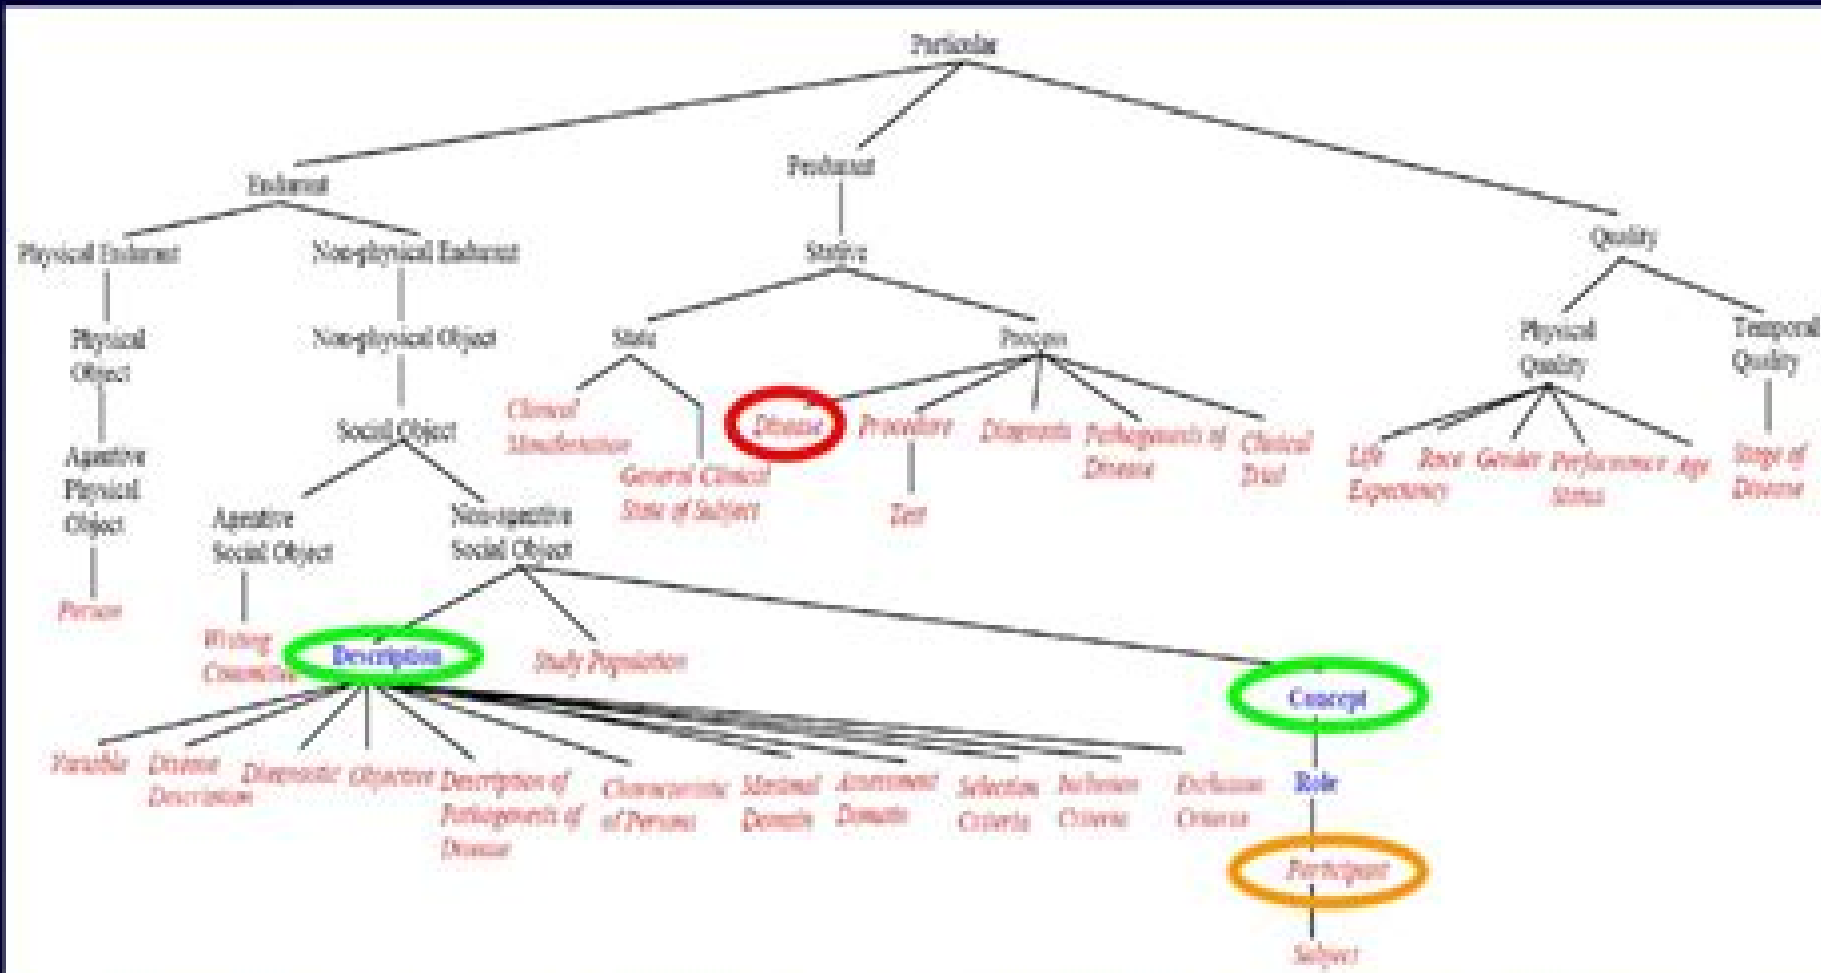 Particular
Endurant
Perdurant
Quality
Physical Endurant
Non-physical Endurant
Stative
Physical
Object
Non-physical Object
State
Process
Physical
Quality
Temporal
Quality
Social Object
Clinical
Manifestation
Disease
Procedure
Diagnosis
Pathogenesis of
Disease
Clinical
Trial
Life
Expectancy
Race
Gender
Performance
Status
Age
Stage of
Disease
Agentive
Physical
Object
General Clinical
State of Subject
Test
Agentive
Social Object
Non-agentive
Social Object
Person
Writing
Committee
Description
Study Population
Concept
Variable
Disease
Description
Diagnostic
Objective
Description of
Pathogenesis of
Disease
Characteristic
of Persons
Domain
Assessment
Domain
Selection
Criteria
Inclusion
Criteria
Exclusion
Criteria
Role
Participant
Subject